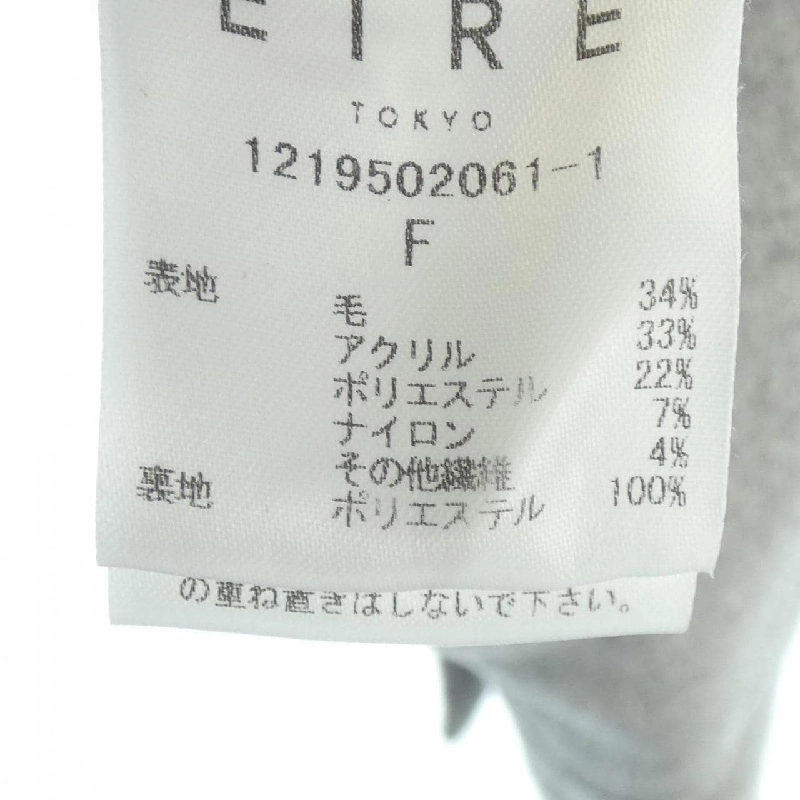 EIRE
TOKYO
1219502061-1
F
表地 毛 34%
アクリル 33%
ポリエステル 22%
ナイロン 7%
その他繊維 4%
裏地 ポリエステル 100%
の重ね置きはしないで下さい。